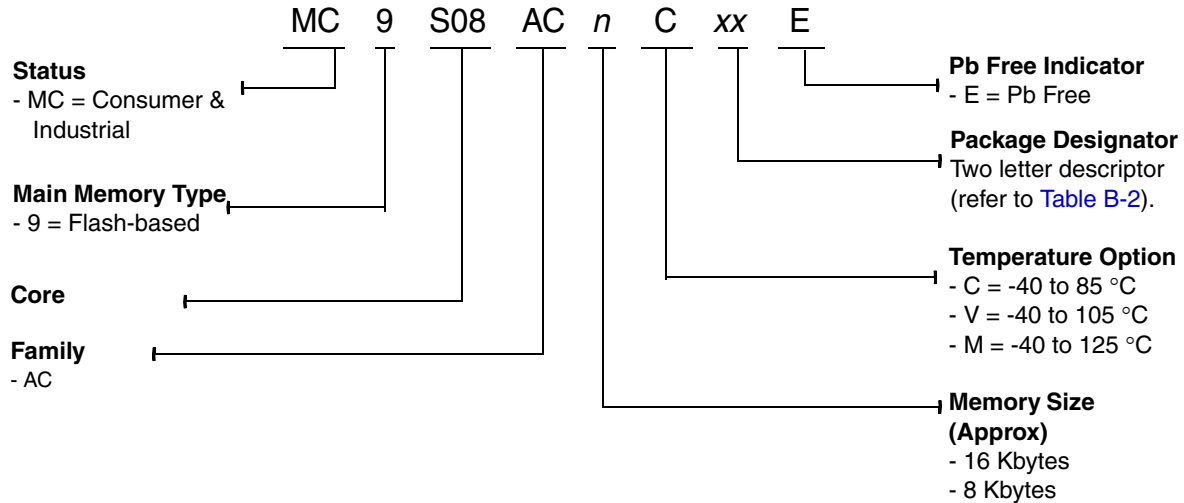 MC 9 S08 AC n C xx E
Status
- MC = Consumer &
Industrial
Main Memory Type
- 9 = Flash-based
Core
Family
- AC
Pb Free Indicator
- E = Pb Free
Package Designator
Two letter descriptor
(refer to Table B-2).
Temperature Option
- C = -40 to 85 °C
- V = -40 to 105 °C
- M = -40 to 125 °C
Memory Size
(Approx)
- 16 Kbytes
- 8 Kbytes